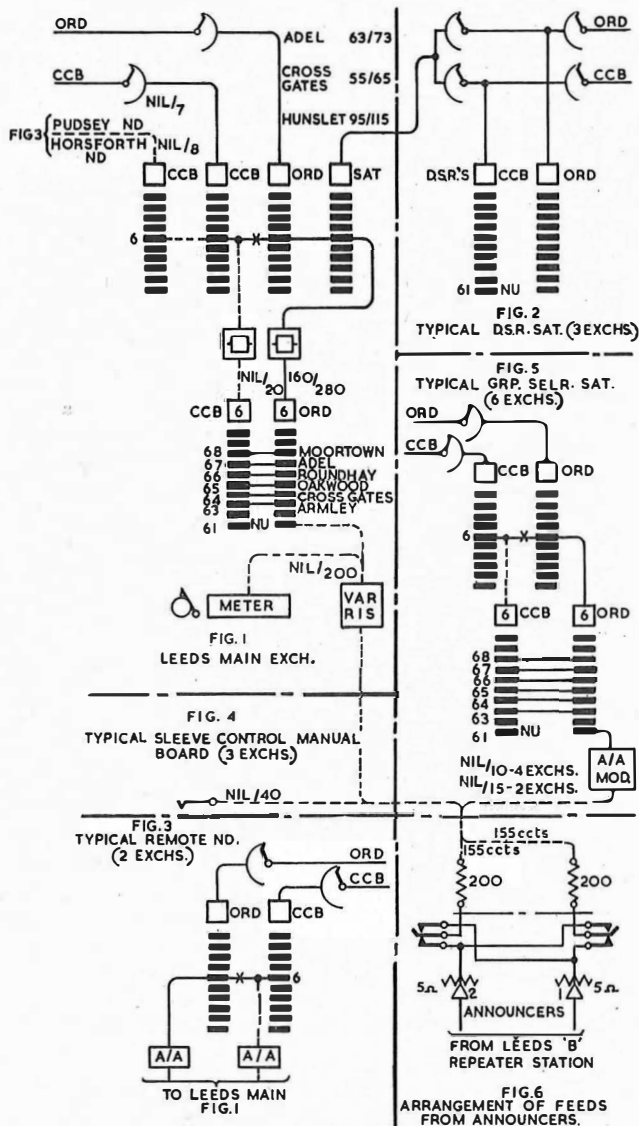 ORD
ADEL 63/73
CCB
CROSS GATES 55/65
NIL/7
HUNSLET 95/115
FIG3 { PUDSEY ND
HORSFORTH ND
NIL/8
CCB
CCB
ORD
SAT
6
NIL/20
160/280
CCB 6
6 ORD
68 MOORTOWN
67 ADEL
66 ROUNDHAY
65 OAKWOOD
64 CROSS GATES
63 ARMLEY
61 NU
NIL/200
METER
VAR RIS
FIG. 1
LEEDS MAIN EXCH.
ORD
CCB
D.S.R.'S CCB
ORD
61 NU
FIG. 2
TYPICAL D.S.R. SAT. (3 EXCHS)
FIG. 5
TYPICAL GRP. SELR. SAT.
(6 EXCHS.)
ORD
CCB
CCB
ORD
6
6 CCB
6 ORD
68
67
66
65
64
63
61 NU
NIL/10-4 EXCHS.
NIL/15-2 EXCHS.
A/A MOD.
FIG. 4
TYPICAL SLEEVE CONTROL MANUAL
BOARD (3 EXCHS.)
NIL/40
FIG.3
TYPICAL REMOTE ND.
(2 EXCHS.)
ORD
CCB
ORD
CCB
6
A/A
A/A
TO LEEDS MAIN
FIG.1
155ccts
155ccts
200
200
5Ω 2
1 5Ω
ANNOUNCERS
FROM LEEDS 'B'
REPEATER STATION
FIG.6
ARRANGEMENT OF FEEDS
FROM ANNOUNCERS.